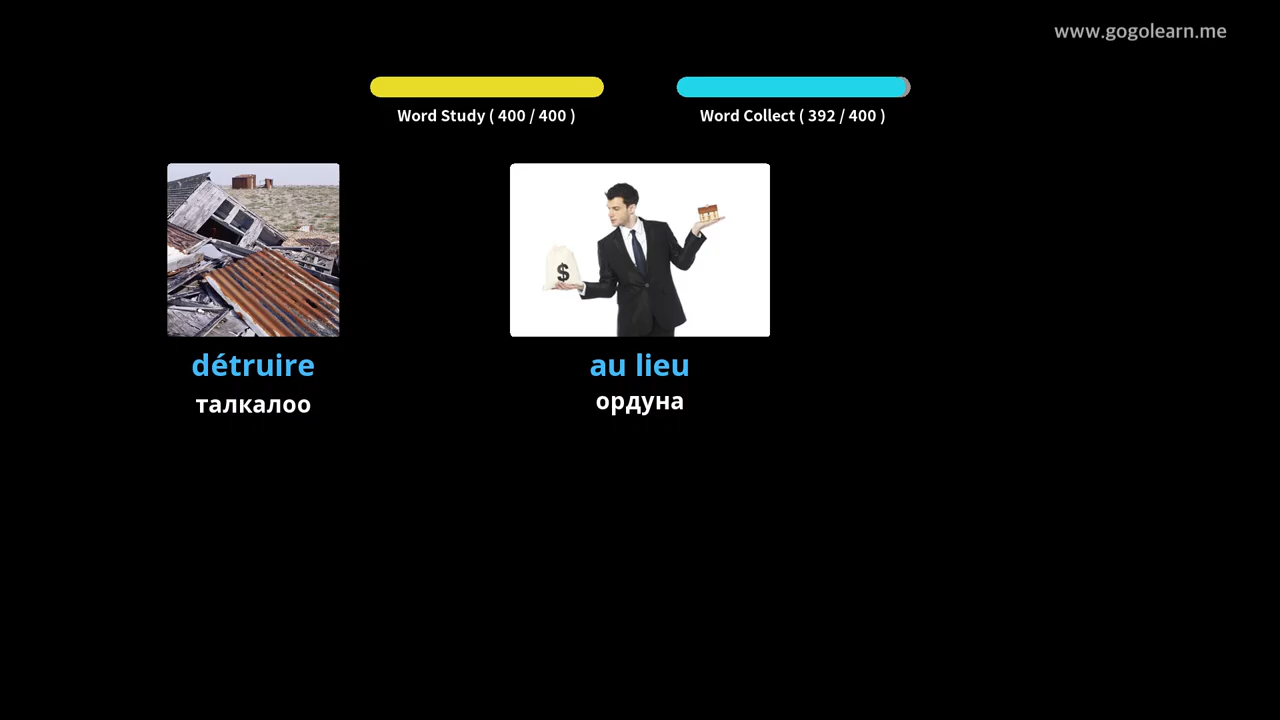 www.gogolearn.me
Word Study ( 400 / 400 )
Word Collect ( 392 / 400 )
$
détruire
талкалоо
au lieu
ордуна